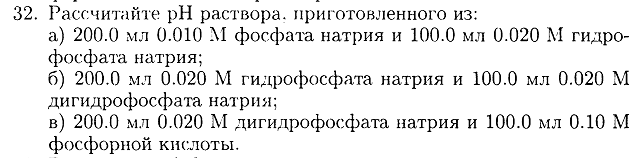 32. Рассчитайте pH раствора, приготовленного из:
а) 200.0 мл 0.010 М фосфата натрия и 100.0 мл 0.020 М гидро-
фосфата натрия;
б) 200.0 мл 0.020 М гидрофосфата натрия и 100.0 мл 0.020 М
дигидрофосфата натрия;
в) 200.0 мл 0.020 М дигидрофосфата натрия и 100.0 мл 0.10 М
фосфорной кислоты.